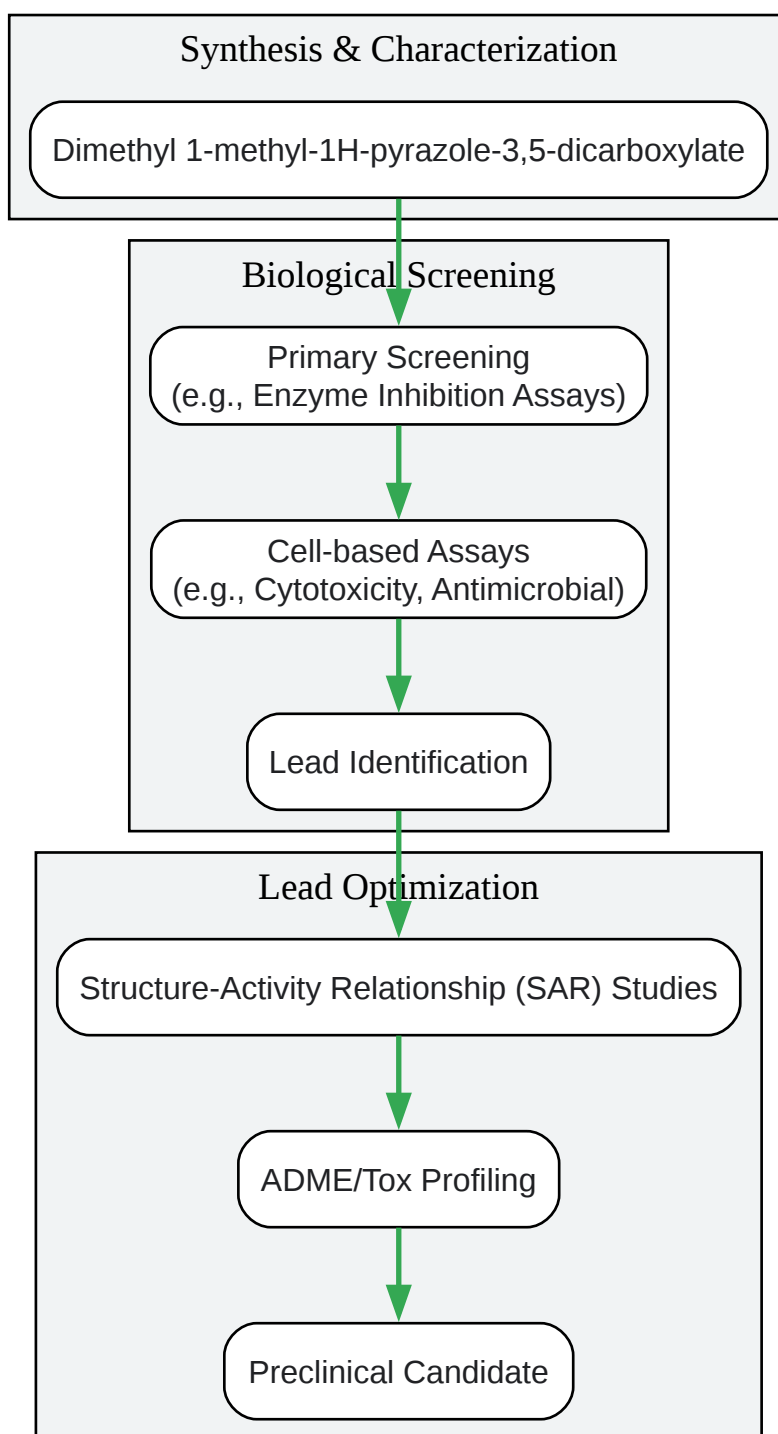 Synthesis & Characterization
Dimethyl 1-methyl-1H-pyrazole-3,5-dicarboxylate
Biological Screening
Primary Screening
(e.g., Enzyme Inhibition Assays)
Cell-based Assays
(e.g., Cytotoxicity, Antimicrobial)
Lead Identification
Lead Optimization
Structure-Activity Relationship (SAR) Studies
ADME/Tox Profiling
Preclinical Candidate